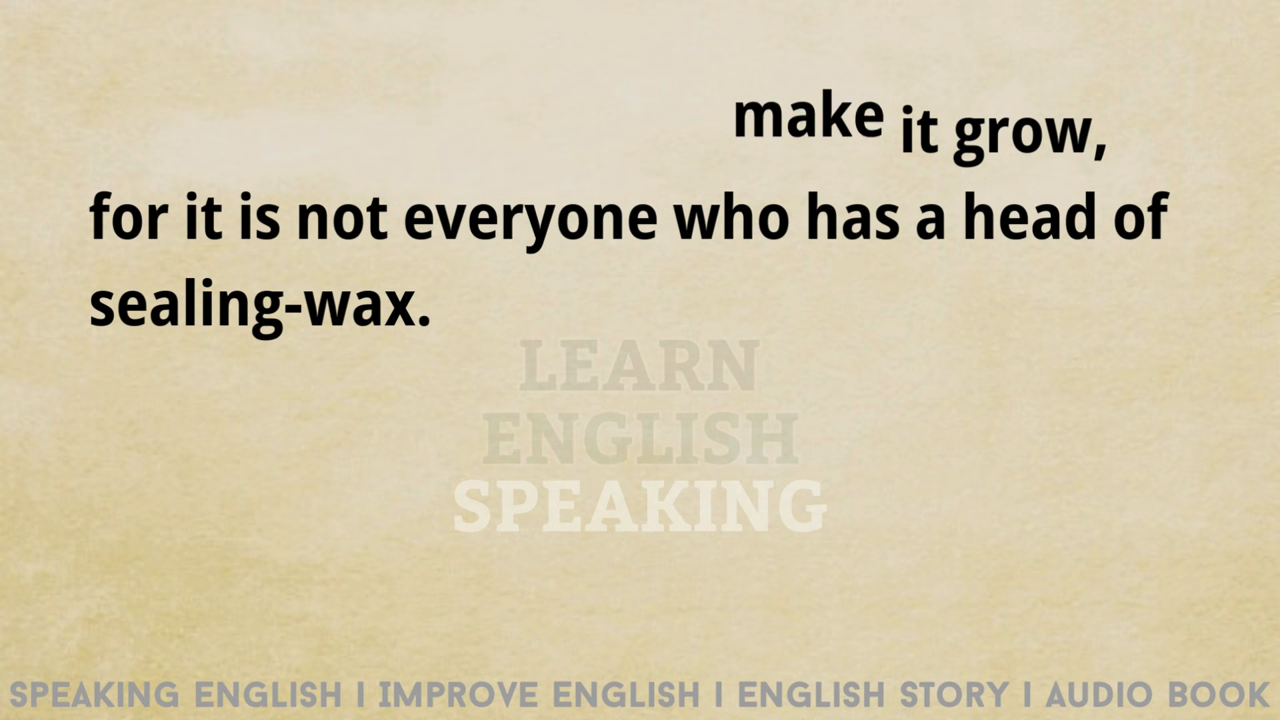 make it grow,
for it is not everyone who has a head of
sealing-wax.
LEARN
ENGLISH
SPEAKING
SPEAKING ENGLISH I IMPROVE ENGLISH I ENGLISH STORY I AUDIO BOOK